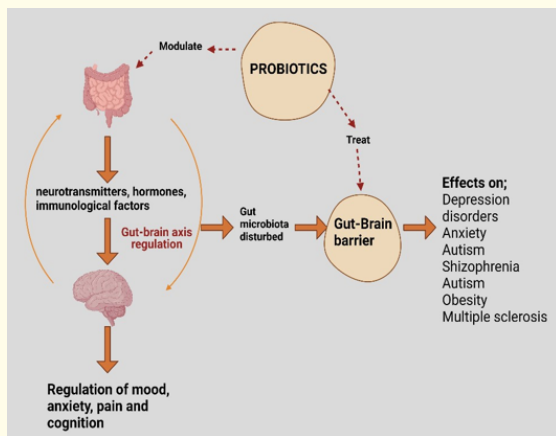 Modulate
PROBIOTICS
Treat
neurotransmitters, hormones,
immunological factors
Gut-brain axis
regulation
Gut
microbiota
disturbed
Gut-Brain
barrier
Effects on;
Depression
disorders
Anxiety
Autism
Shizophrenia
Autism
Obesity
Multiple sclerosis
Regulation of mood,
anxiety, pain and
cognition